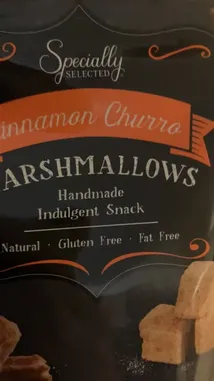 Specially
SELECTED
innamon Churro
ARSHMALLOWS
Handmade
Indulgent Snack
Natural · Gluten Free · Fat Free